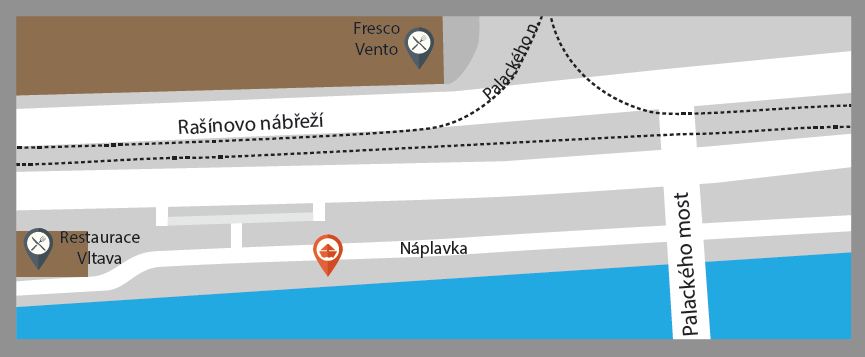 Fresco
Vento
Palackého n.
Rašínovo nábřeží
Restaurace
Vltava
Náplavka
Palackého most